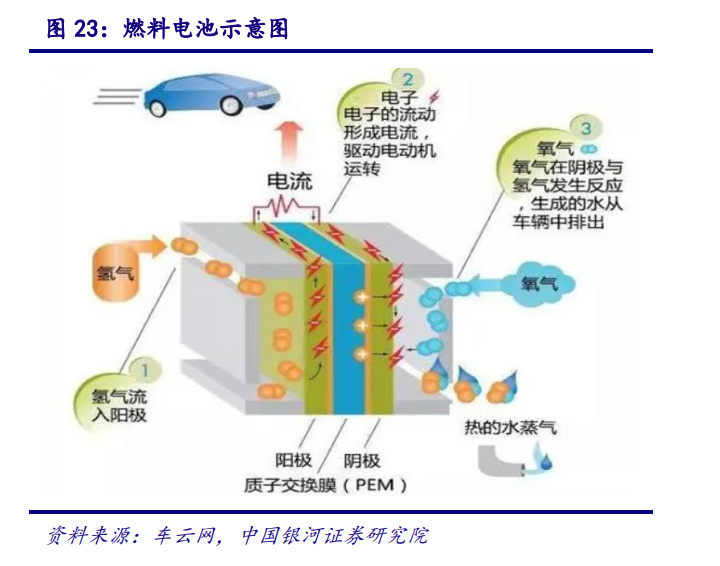 图 23：燃料电池示意图
2
电子
电子的流动
形成电流，
驱动电动机
运转
3
氧气
氧气在阴极与
氢气发生反应
，生成的水从
车辆中排出
电流
氢气
氧气
1
氢气流
入阳极
热的水蒸气
阳极
阴极
质子交换膜（PEM）
资料来源：车云网，中国银河证券研究院